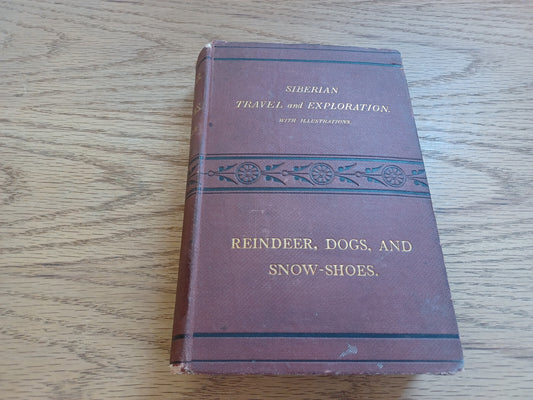 SIBERIAN
TRAVEL and EXPLORATION.
WITH ILLUSTRATIONS.
REINDEER, DOGS, AND
SNOW-SHOES.